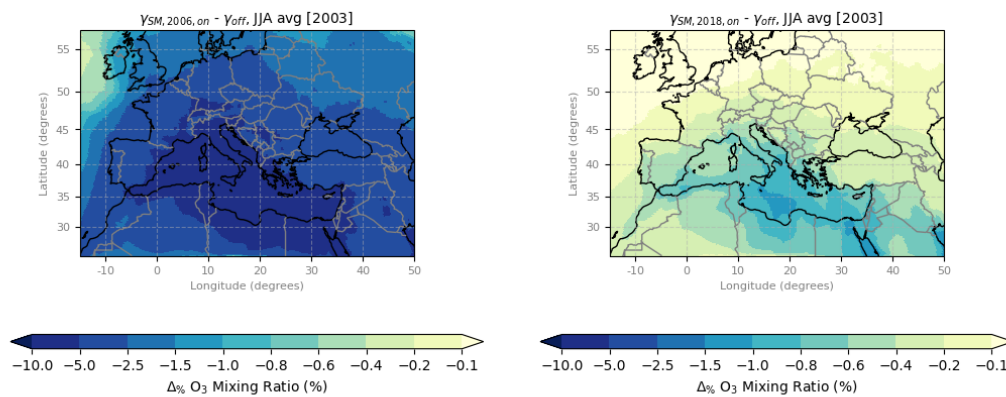 γSM,2006,on - γoff, JJA avg [2003]
55
50
45
40
35
30
Latitude (degrees)
-10 0 10 20 30 40 50
Longitude (degrees)
−10.0 −5.0 −2.5 −1.5 −1.0 −0.8 −0.6 −0.4 −0.2 −0.1
Δ% O3 Mixing Ratio (%)
γSM,2018,on - γoff, JJA avg [2003]
55
50
45
40
35
30
Latitude (degrees)
-10 0 10 20 30 40 50
Longitude (degrees)
−10.0 −5.0 −2.5 −1.5 −1.0 −0.8 −0.6 −0.4 −0.2 −0.1
Δ% O3 Mixing Ratio (%)